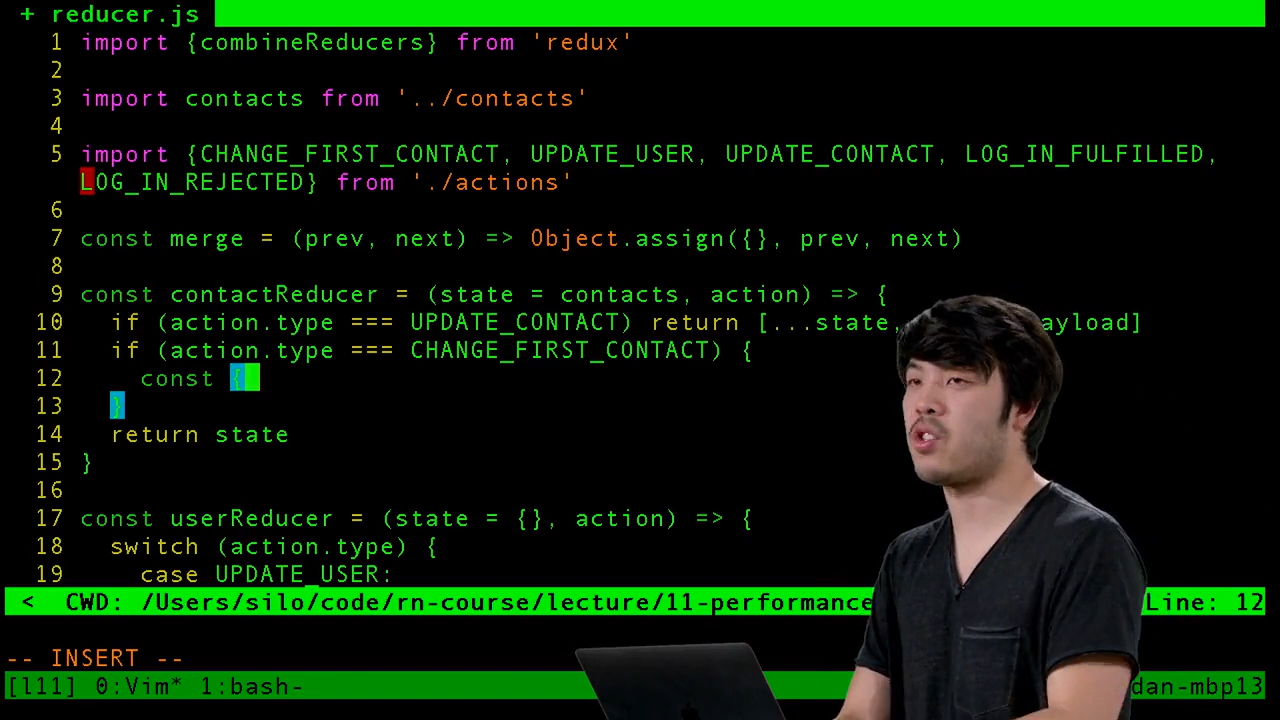 + reducer.js
1 import {combineReducers} from 'redux'
2
3 import contacts from '../contacts'
4
5 import {CHANGE_FIRST_CONTACT, UPDATE_USER, UPDATE_CONTACT, LOG_IN_FULFILLED,
LOG_IN_REJECTED} from './actions'
6
7 const merge = (prev, next) => Object.assign({}, prev, next)
8
9 const contactReducer = (state = contacts, action) => {
10 if (action.type === UPDATE_CONTACT) return [...state, ayload]
11 if (action.type === CHANGE_FIRST_CONTACT) {
12 const {
13 }
14 return state
15 }
16
17 const userReducer = (state = {}, action) => {
18 switch (action.type) {
19 case UPDATE_USER:
< CWD: /Users/silo/code/rn-course/lecture/11-performance Line: 12
-- INSERT --
[l11] 0:Vim* 1:bash- dan-mbp13